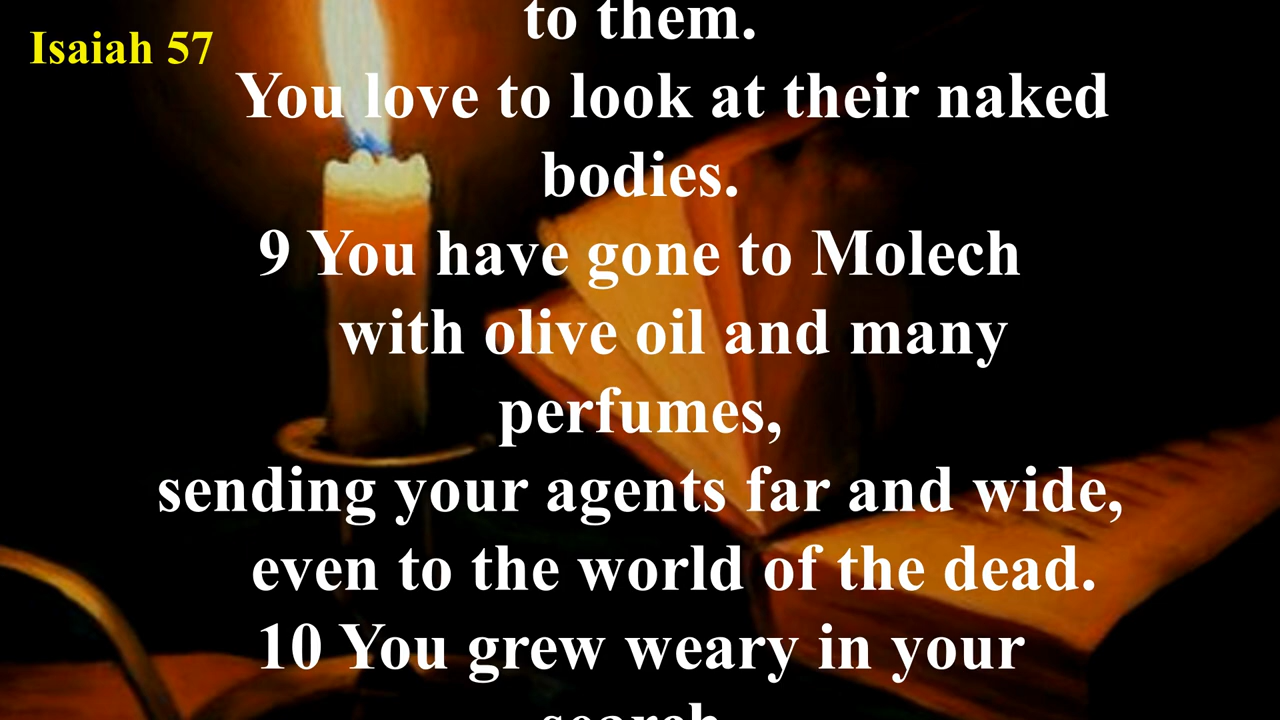 Isaiah 57
to them.
You love to look at their naked
bodies.
9 You have gone to Molech
with olive oil and many
perfumes,
sending your agents far and wide,
even to the world of the dead.
10 You grew weary in your
search